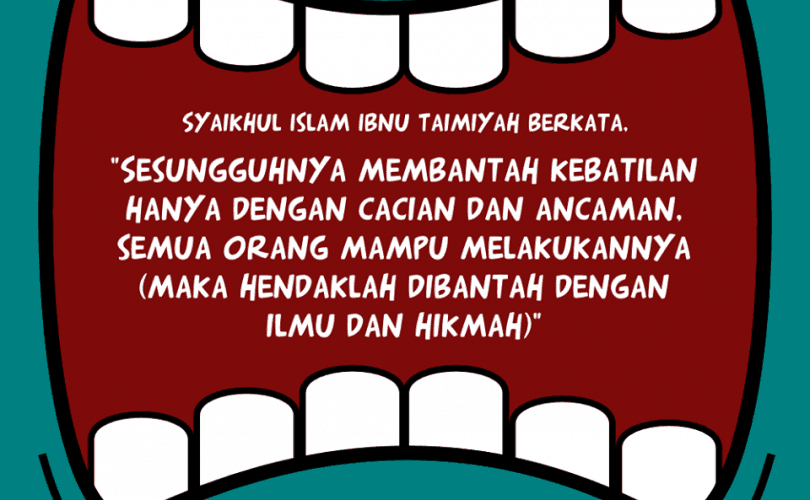 SYAIKHUL ISLAM IBNU TAIMIYAH BERKATA,
"SESUNGGUHNYA MEMBANTAH KEBATILAN
HANYA DENGAN CACIAN DAN ANCAMAN,
SEMUA ORANG MAMPU MELAKUKANNYA
(MAKA HENDAKLAH DIBANTAH DENGAN
ILMU DAN HIKMAH)"